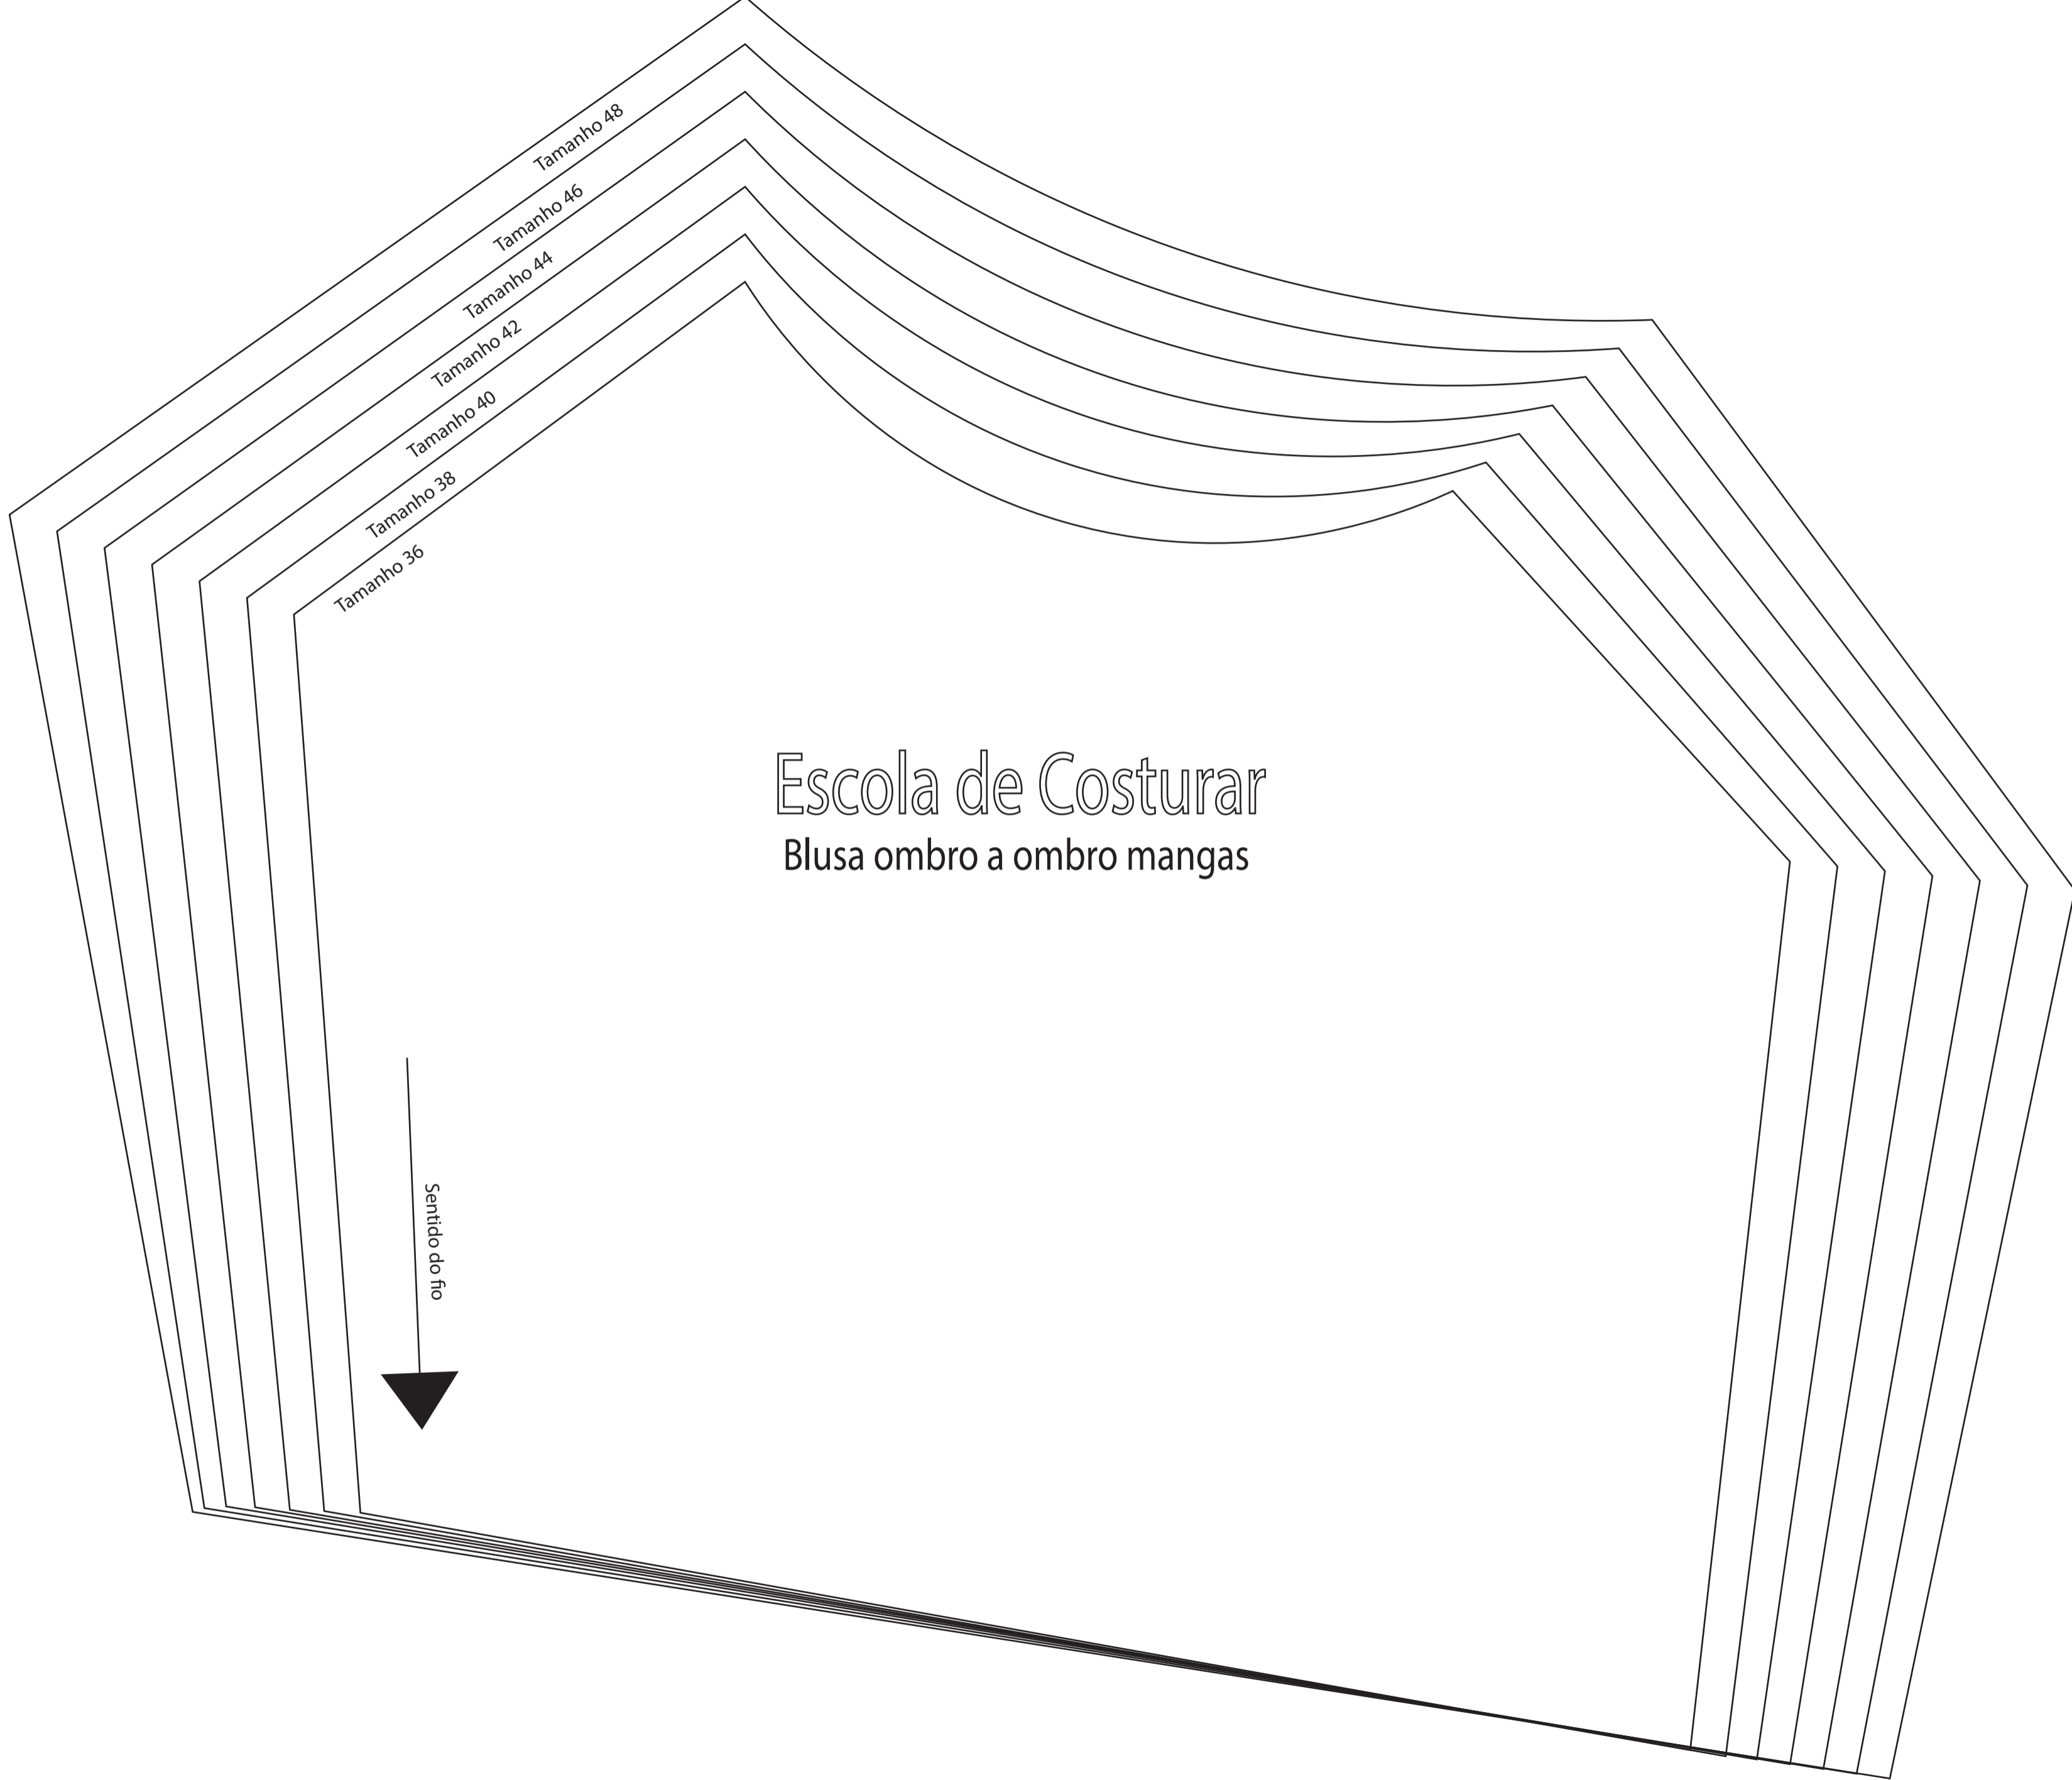 Tamanho 48
Tamanho 46
Tamanho 44
Tamanho 42
Tamanho 40
Tamanho 38
Tamanho 36
Escola de Costurar
Blusa ombro a ombro mangas
Sentido do fio